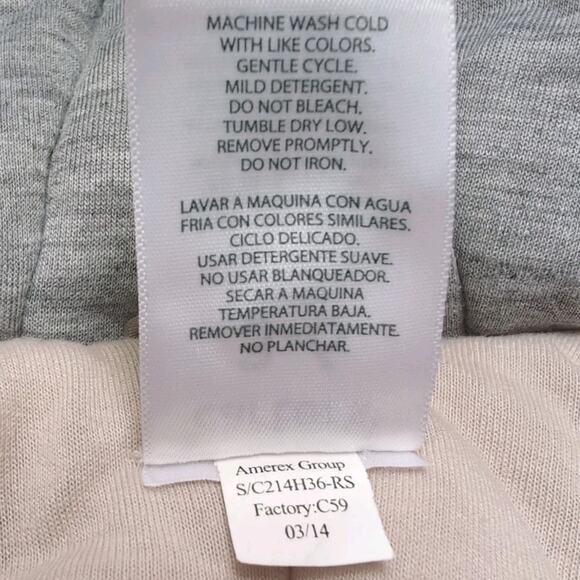 MACHINE WASH COLD
WITH LIKE COLORS.
GENTLE CYCLE.
MILD DETERGENT.
DO NOT BLEACH.
TUMBLE DRY LOW.
REMOVE PROMPTLY.
DO NOT IRON.
LAVAR A MAQUINA CON AGUA
FRIA CON COLORES SIMILARES.
CICLO DELICADO.
USAR DETERGENTE SUAVE.
NO USAR BLANQUEADOR.
SECAR A MAQUINA
TEMPERATURA BAJA.
REMOVER INMEDIATAMENTE.
NO PLANCHAR.
Amerex Group
S/C214H36-RS
Factory:C59
03/14